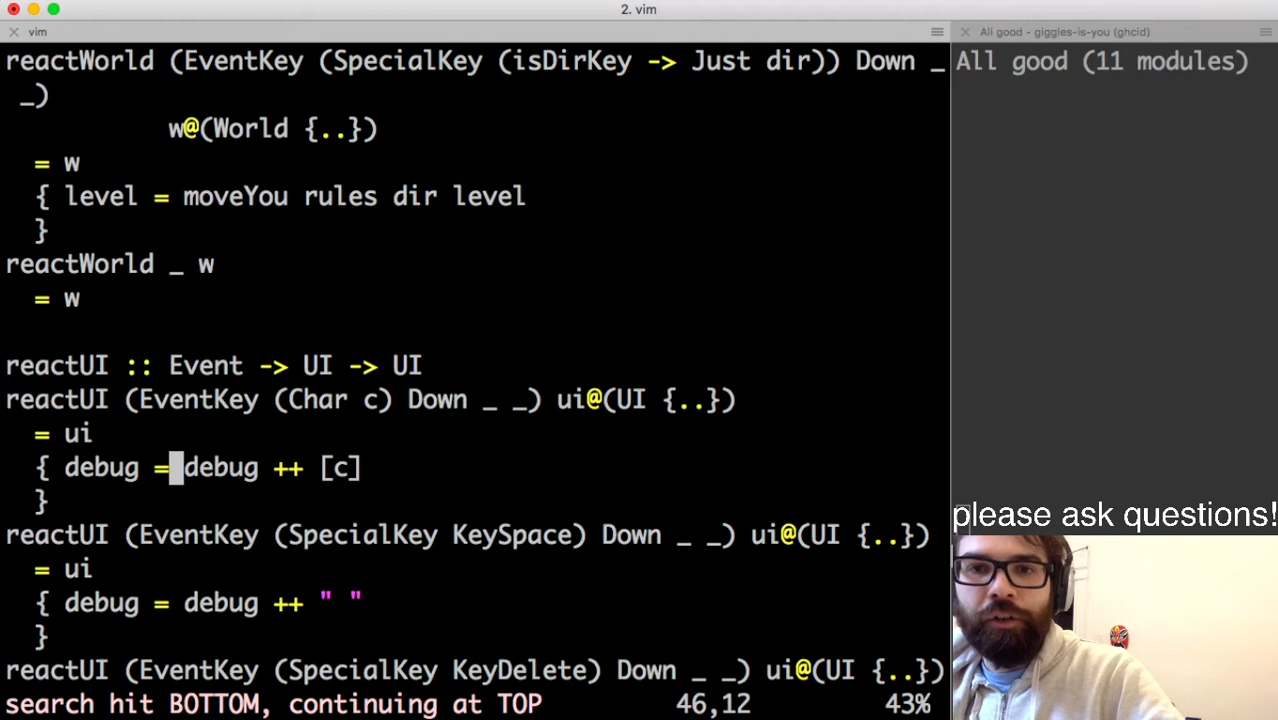 2. vim
vim
All good - giggles-is-you (ghcid)
reactWorld (EventKey (SpecialKey (isDirKey -> Just dir)) Down _
_)
w@(World {..})
= w
{ level = moveYou rules dir level
}
reactWorld _ w
= w
reactUI :: Event -> UI -> UI
reactUI (EventKey (Char c) Down _ _) ui@(UI {..})
= ui
{ debug = debug ++ [c]
}
reactUI (EventKey (SpecialKey KeySpace) Down _ _) ui@(UI {..})
= ui
{ debug = debug ++ " "
}
reactUI (EventKey (SpecialKey KeyDelete) Down _ _) ui@(UI {..})
search hit BOTTOM, continuing at TOP 46,12 43%
All good (11 modules)
please ask questions!